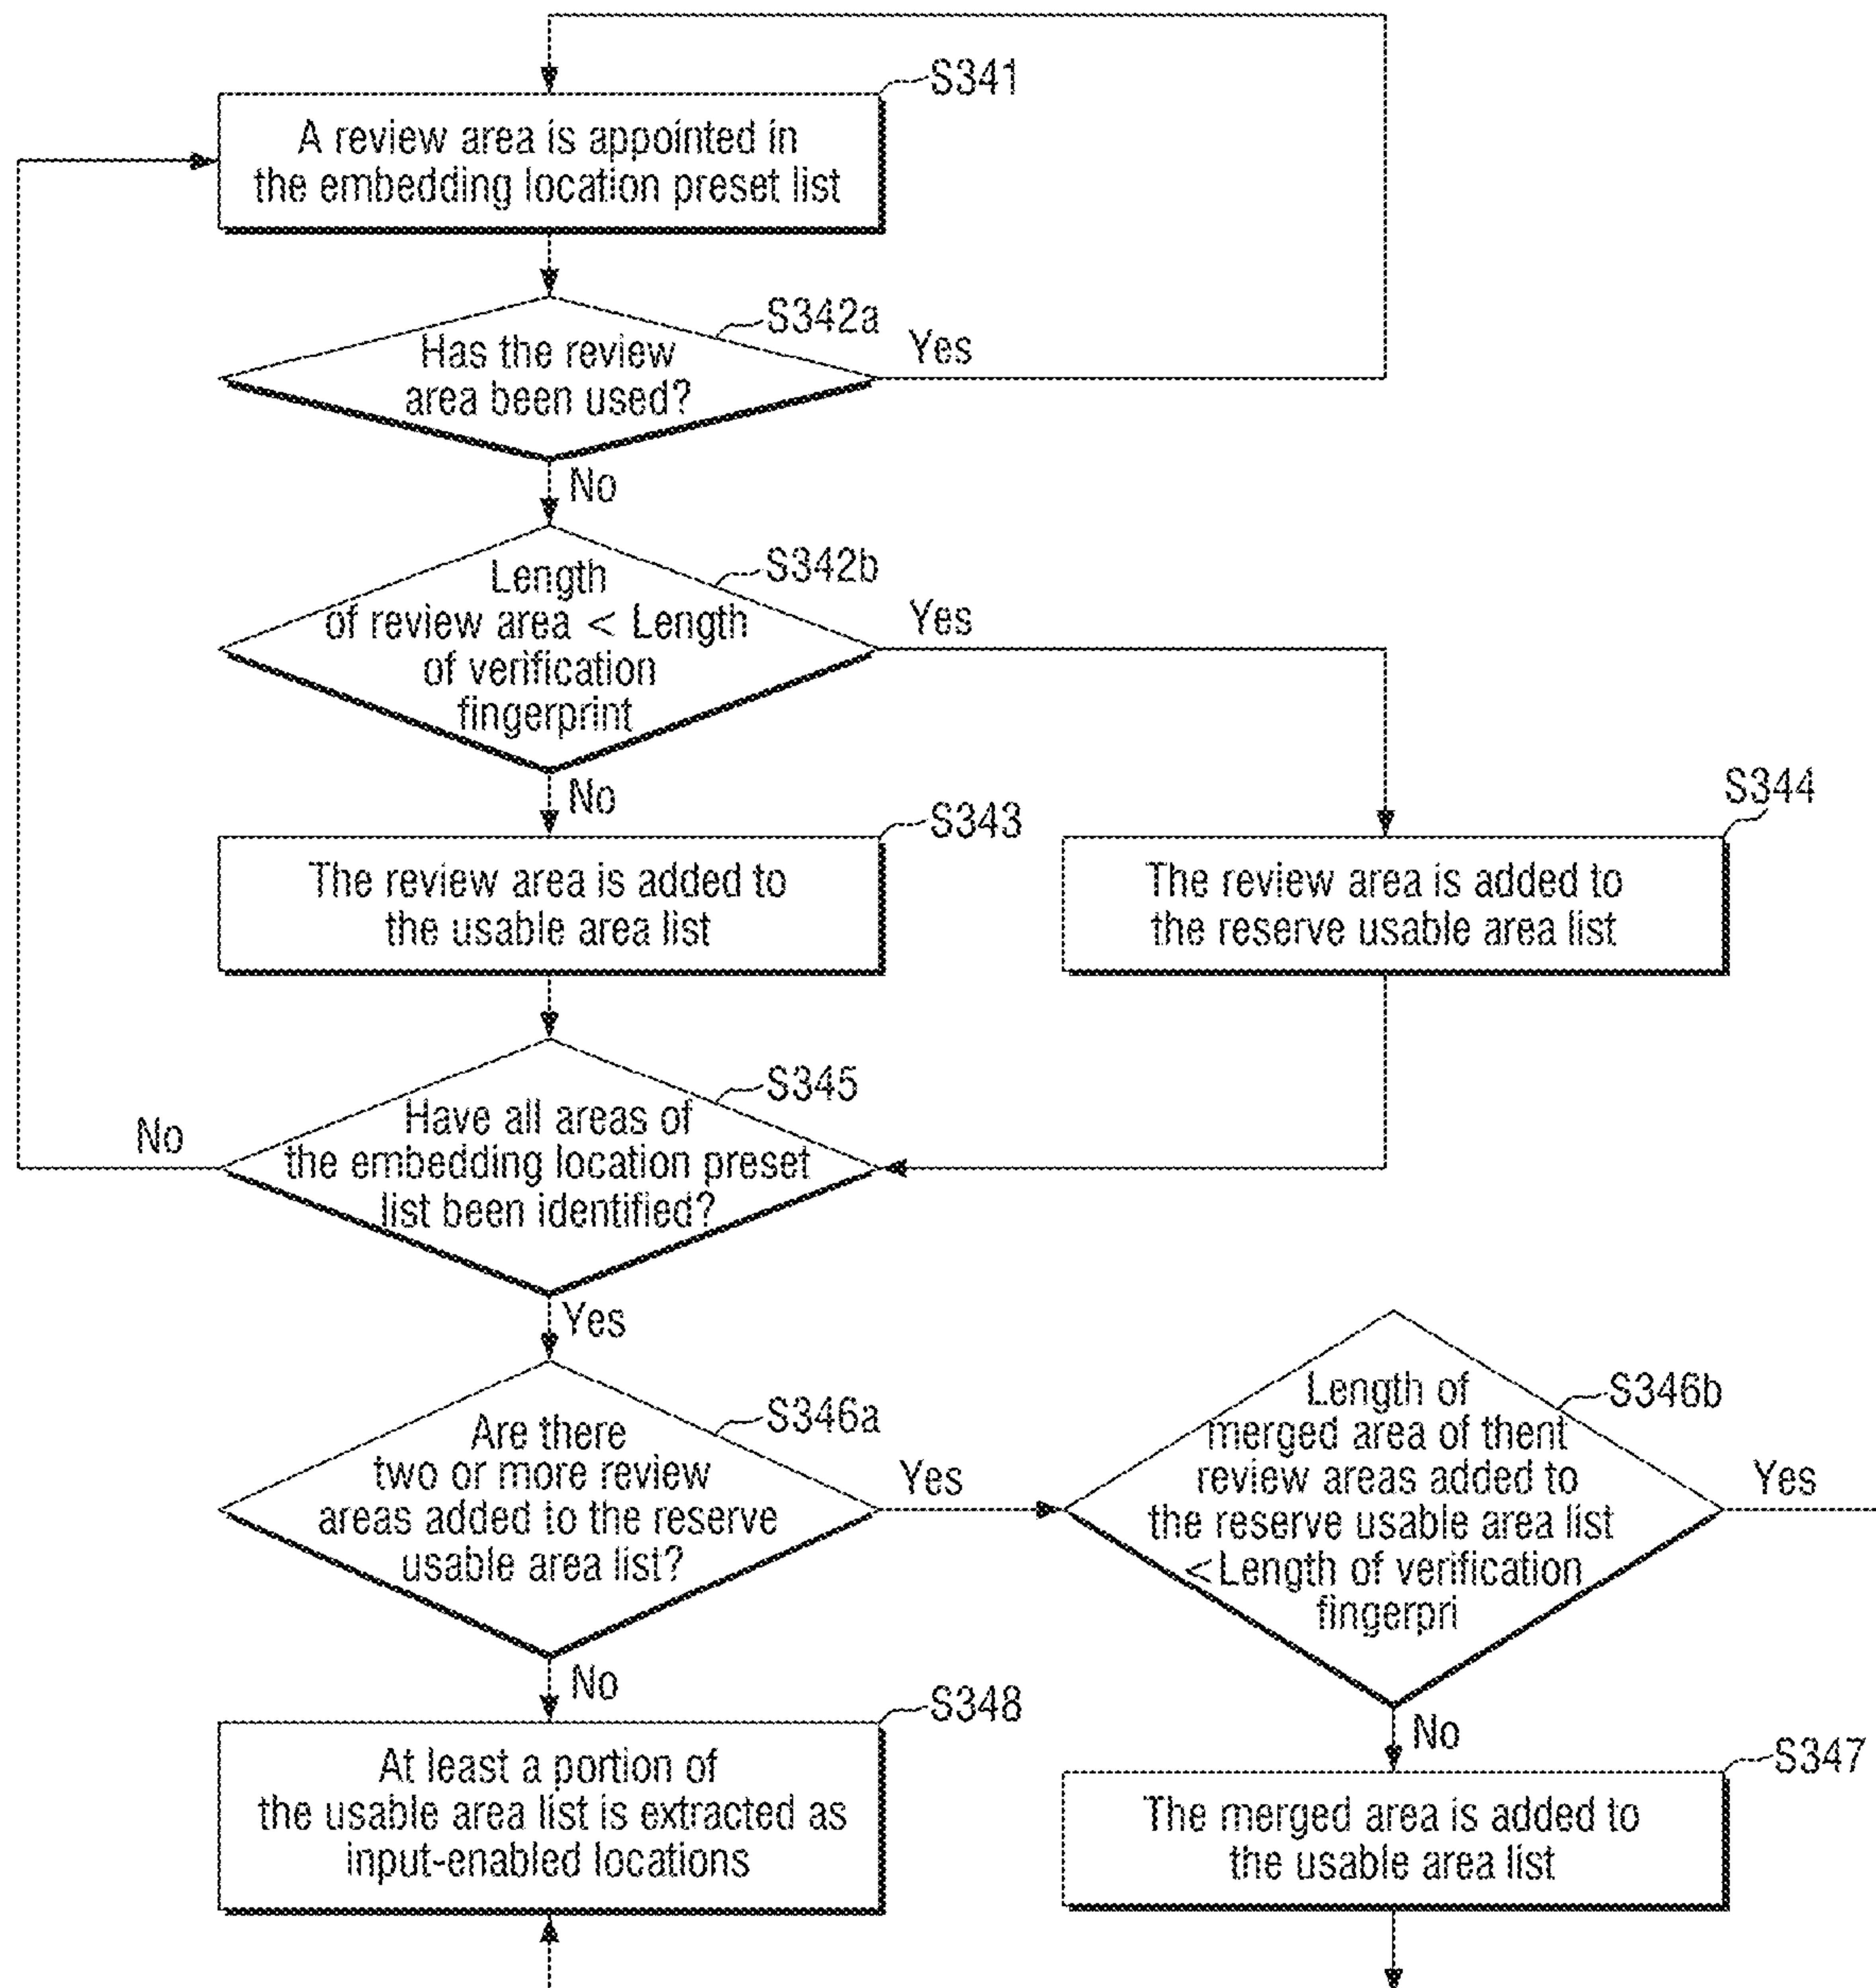 S341
A review area is appointed in
the embedding location preset list
S342a
Has the review
area been used?
Yes
No
S342b
Length
of review area < Length
of verification
fingerprint
Yes
No
S343
The review area is added to
the usable area list
S344
The review area is added to
the reserve usable area list
S345
Have all areas of
the embedding location preset
list been identified?
No
Yes
S346a
Are there
two or more review
areas added to the reserve
usable area list?
Yes
No
S346b
Length of
merged area of thent
review areas added to
the reserve usable area list
<Length of verification
fingerpri
Yes
No
S348
At least a portion of
the usable area list is extracted as
input-enabled locations
S347
The merged area is added to
the usable area list